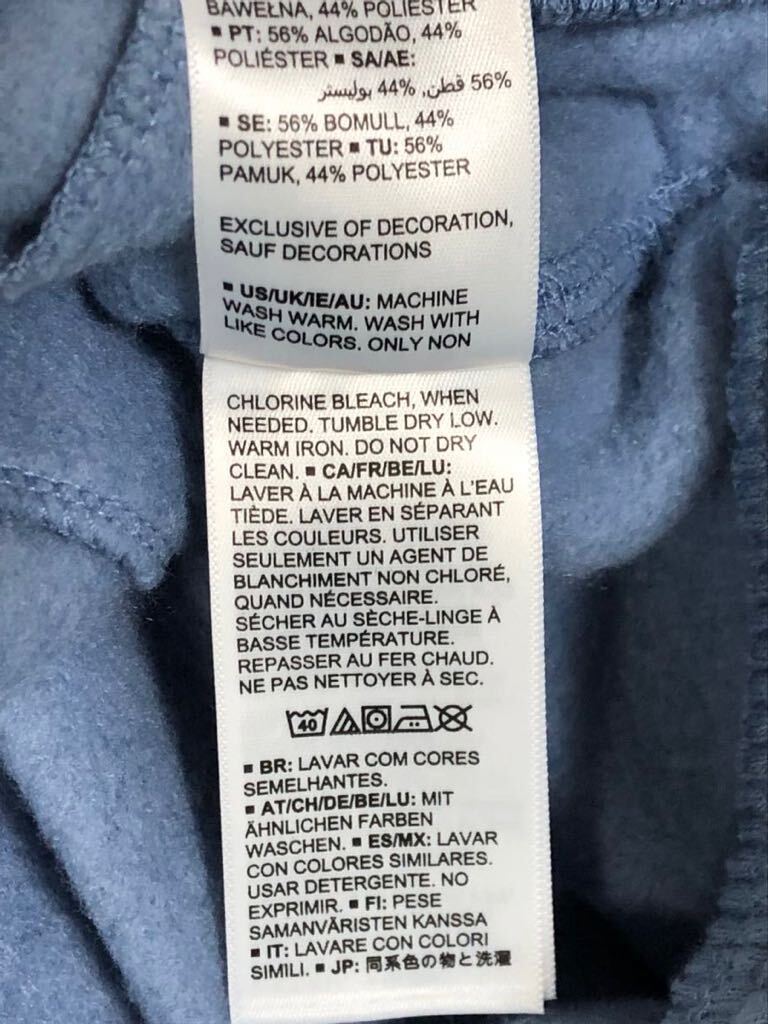 BAWEŁNA, 44% POLIESTER
▪ PT: 56% ALGODÃO, 44%
POLIÉSTER ▪ SA/AE:
56% قطن, 44% بوليستر
▪ SE: 56% BOMULL, 44%
POLYESTER ▪ TU: 56%
PAMUK, 44% POLYESTER
EXCLUSIVE OF DECORATION,
SAUF DECORATIONS
▪ US/UK/IE/AU: MACHINE
WASH WARM. WASH WITH
LIKE COLORS. ONLY NON
CHLORINE BLEACH, WHEN
NEEDED. TUMBLE DRY LOW.
WARM IRON. DO NOT DRY
CLEAN. ▪ CA/FR/BE/LU:
LAVER À LA MACHINE À L'EAU
TIÈDE. LAVER EN SÉPARANT
LES COULEURS. UTILISER
SEULEMENT UN AGENT DE
BLANCHIMENT NON CHLORÉ,
QUAND NÉCESSAIRE.
SÉCHER AU SÈCHE-LINGE À
BASSE TEMPÉRATURE.
REPASSER AU FER CHAUD.
NE PAS NETTOYER À SEC.
40
▪ BR: LAVAR COM CORES
SEMELHANTES.
▪ AT/CH/DE/BE/LU: MIT
ÄHNLICHEN FARBEN
WASCHEN. ▪ ES/MX: LAVAR
CON COLORES SIMILARES.
USAR DETERGENTE. NO
EXPRIMIR. ▪ FI: PESE
SAMANVÄRISTEN KANSSA
▪ IT: LAVARE CON COLORI
SIMILI. ▪ JP: 同系色の物と洗濯